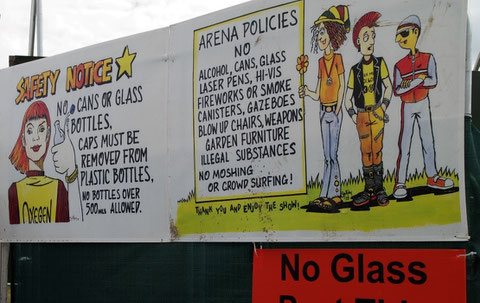 SAFETY NOTICE
NO CANS OR GLASS
BOTTLES,
CAPS MUST BE
REMOVED FROM
PLASTIC BOTTLES,
NO BOTTLES OVER
500mls ALLOWED.
OXEGEN
ARENA POLICIES
NO
ALCOHOL, CANS, GLASS
LASER PENS, HI-VIS
FIREWORKS OR SMOKE
CANISTERS, GAZEBOES
BLOW UP CHAIRS, WEAPONS
GARDEN FURNITURE
ILLEGAL SUBSTANCES
NO MOSHING
OR CROWD SURFING!
THANK YOU AND ENJOY THE SHOW!
No Glass